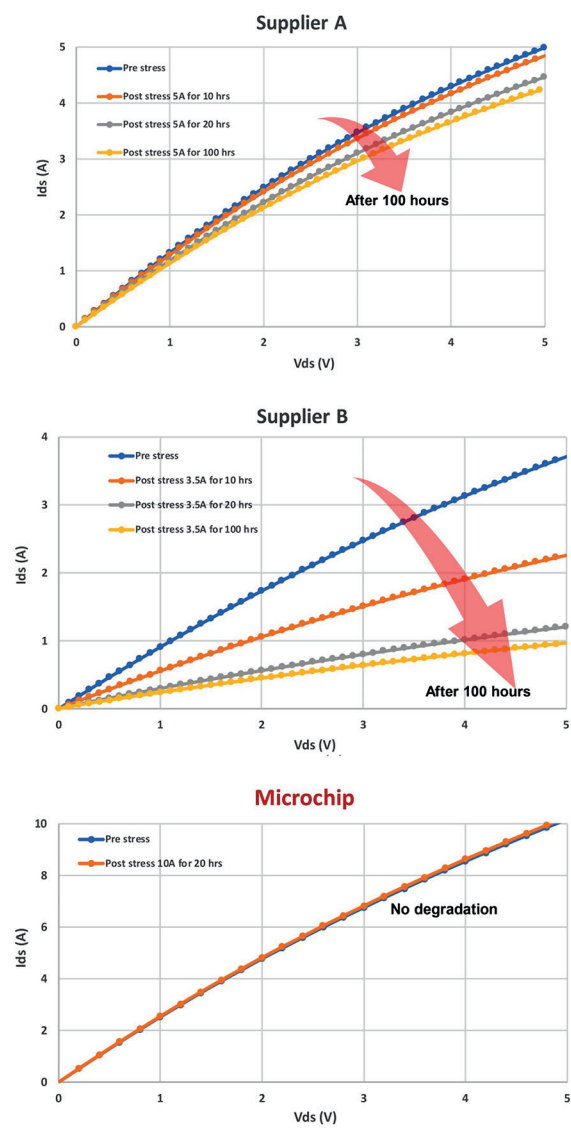 Supplier A
5
Pre stress
Post stress 5A for 10 hrs
4
Post stress 5A for 20 hrs
Post stress 5A for 100 hrs
3
Ids (A)
After 100 hours
2
1
0
0 1 2 3 4 5
Vds (V)
Supplier B
4
Pre stress
Post stress 3.5A for 10 hrs
3
Post stress 3.5A for 20 hrs
Post stress 3.5A for 100 hrs
Ids (A)
2
1
After 100 hours
0
0 1 2 3 4 5
Vds (V)
Microchip
10
Pre stress
Post stress 10A for 20 hrs
8
No degradation
6
Ids (A)
4
2
0
0 1 2 3 4 5
Vds (V)